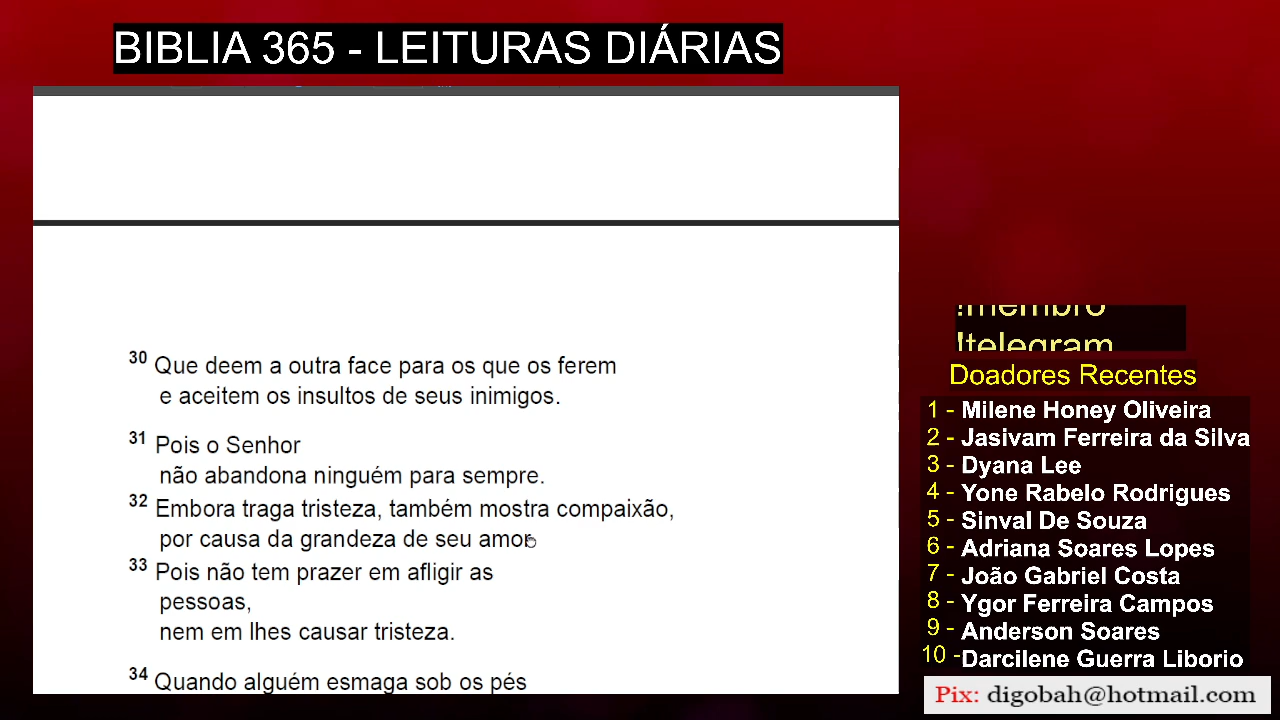 BIBLIA 365 - LEITURAS DIÁRIAS
30 Que deem a outra face para os que os ferem
e aceitem os insultos de seus inimigos.
31 Pois o Senhor
não abandona ninguém para sempre.
32 Embora traga tristeza, também mostra compaixão,
por causa da grandeza de seu amor
33 Pois não tem prazer em afligir as
pessoas,
nem em lhes causar tristeza.
34 Quando alguém esmaga sob os pés
!membro
!telegram
Doadores Recentes
1 - Milene Honey Oliveira
2 - Jasivam Ferreira da Silva
3 - Dyana Lee
4 - Yone Rabelo Rodrigues
5 - Sinval De Souza
6 - Adriana Soares Lopes
7 - João Gabriel Costa
8 - Ygor Ferreira Campos
9 - Anderson Soares
10 -Darcilene Guerra Liborio
Pix: digobah@hotmail.com